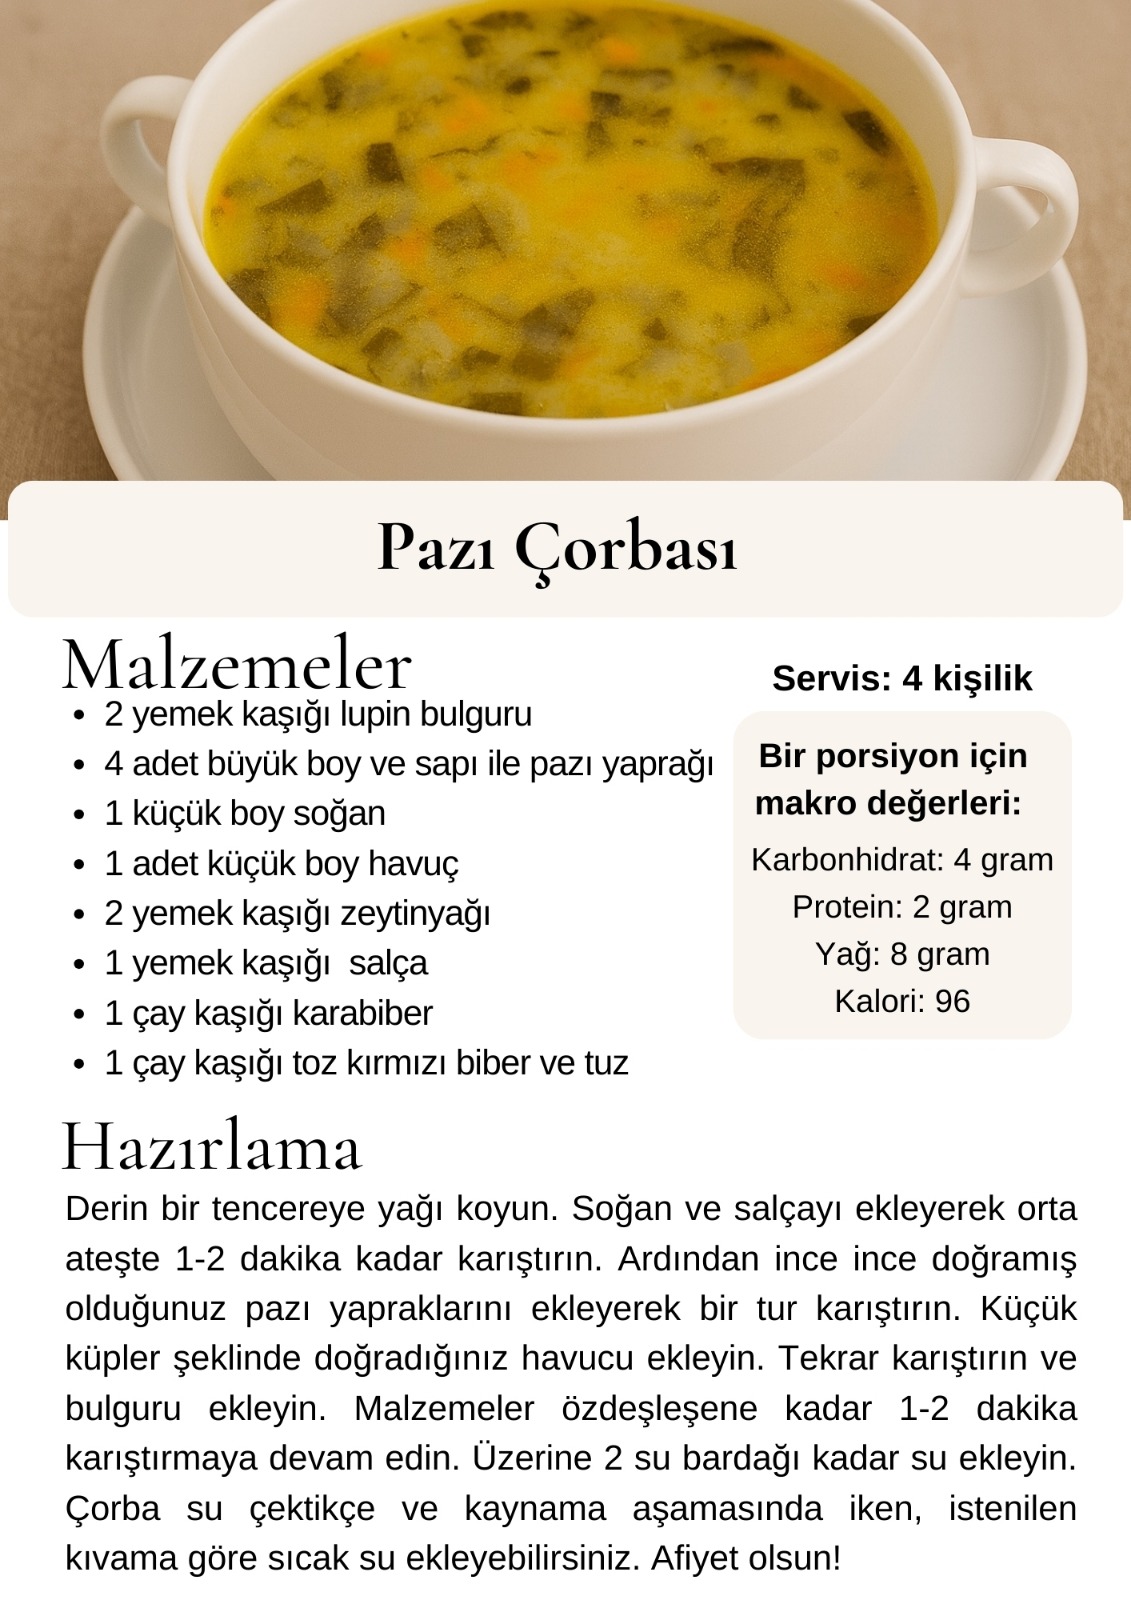 Pazı Çorbası
Malzemeler
2 yemek kaşığı lupin bulguru
4 adet büyük boy ve sapı ile pazı yaprağı
1 küçük boy soğan
1 adet küçük boy havuç
2 yemek kaşığı zeytinyağı
1 yemek kaşığı  salça
1 çay kaşığı karabiber
1 çay kaşığı toz kırmızı biber ve tuz
Servis: 4 kişilik
Bir porsiyon için
makro değerleri:
Karbonhidrat: 4 gram
Protein: 2 gram
Yağ: 8 gram
Kalori: 96
Hazırlama
Derin bir tencereye yağı koyun. Soğan ve salçayı ekleyerek orta
ateşte 1-2 dakika kadar karıştırın. Ardından ince ince doğramış
olduğunuz pazı yapraklarını ekleyerek bir tur karıştırın. Küçük
küpler şeklinde doğradığınız havucu ekleyin. Tekrar karıştırın ve
bulguru ekleyin. Malzemeler özdeşleşene kadar 1-2 dakika
karıştırmaya devam edin. Üzerine 2 su bardağı kadar su ekleyin.
Çorba su çektikçe ve kaynama aşamasında iken, istenilen
kıvama göre sıcak su ekleyebilirsiniz. Afiyet olsun!